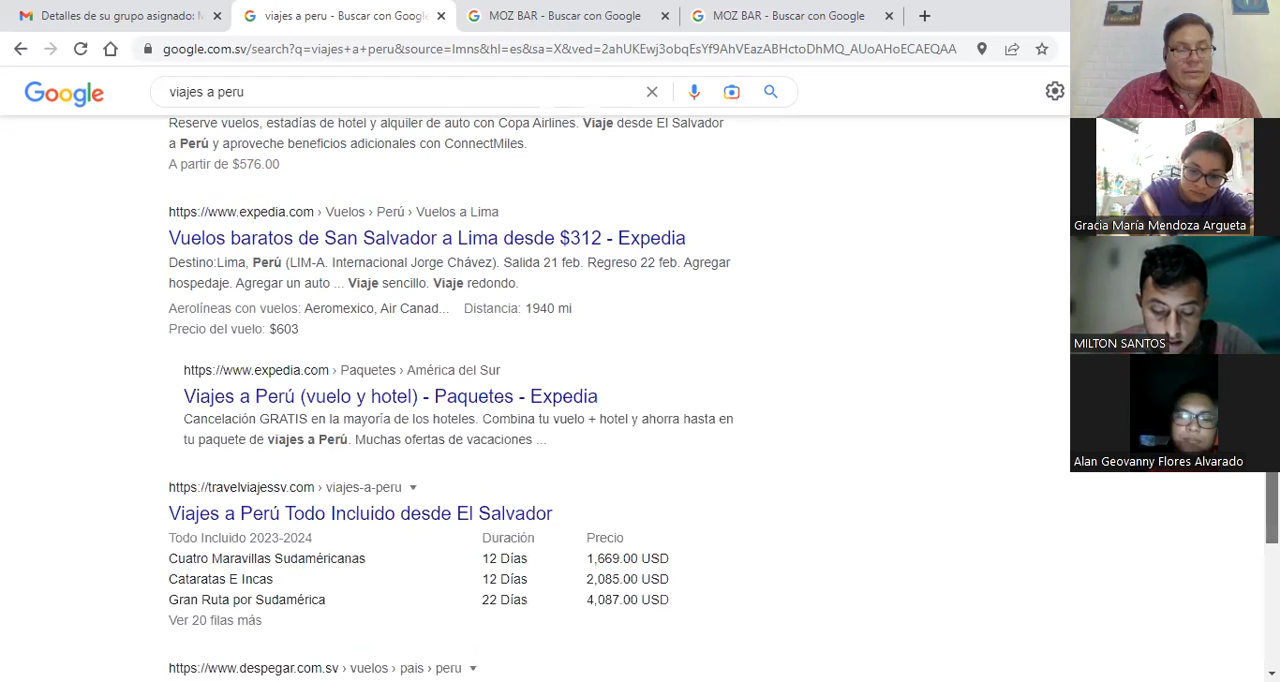 Detalles de su grupo asignado: M
viajes a peru - Buscar con Google
MOZ BAR - Buscar con Google
MOZ BAR - Buscar con Google
google.com.sv/search?q=viajes+a+peru&source=lmns&hl=es&sa=X&ved=2ahUKEwj3obqEsYf9AhVEazABHctoDhMQ_AUoAHoECAEQAA
Google
viajes a peru
Reserve vuelos, estadías de hotel y alquiler de auto con Copa Airlines. Viaje desde El Salvador
a Perú y aproveche beneficios adicionales con ConnectMiles.
A partir de $576.00
https://www.expedia.com › Vuelos › Perú › Vuelos a Lima
Vuelos baratos de San Salvador a Lima desde $312 - Expedia
Destino:Lima, Perú (LIM-A. Internacional Jorge Chávez). Salida 21 feb. Regreso 22 feb. Agregar
hospedaje. Agregar un auto ... Viaje sencillo. Viaje redondo.
Aerolíneas con vuelos: Aeromexico, Air Canad... Distancia: 1940 mi
Precio del vuelo: $603
https://www.expedia.com › Paquetes › América del Sur
Viajes a Perú (vuelo y hotel) - Paquetes - Expedia
Cancelación GRATIS en la mayoría de los hoteles. Combina tu vuelo + hotel y ahorra hasta en
tu paquete de viajes a Perú. Muchas ofertas de vacaciones ...
https://travelviajessv.com › viajes-a-peru
Viajes a Perú Todo Incluido desde El Salvador
Todo Incluido 2023-2024 Duración Precio
Cuatro Maravillas Sudaméricanas 12 Días 1,669.00 USD
Cataratas E Incas 12 Días 2,085.00 USD
Gran Ruta por Sudamérica 22 Días 4,087.00 USD
Ver 20 filas más
https://www.despegar.com.sv › vuelos › pais › peru
Gracia María Mendoza Argueta
MILTON SANTOS
Alan Geovanny Flores Alvarado